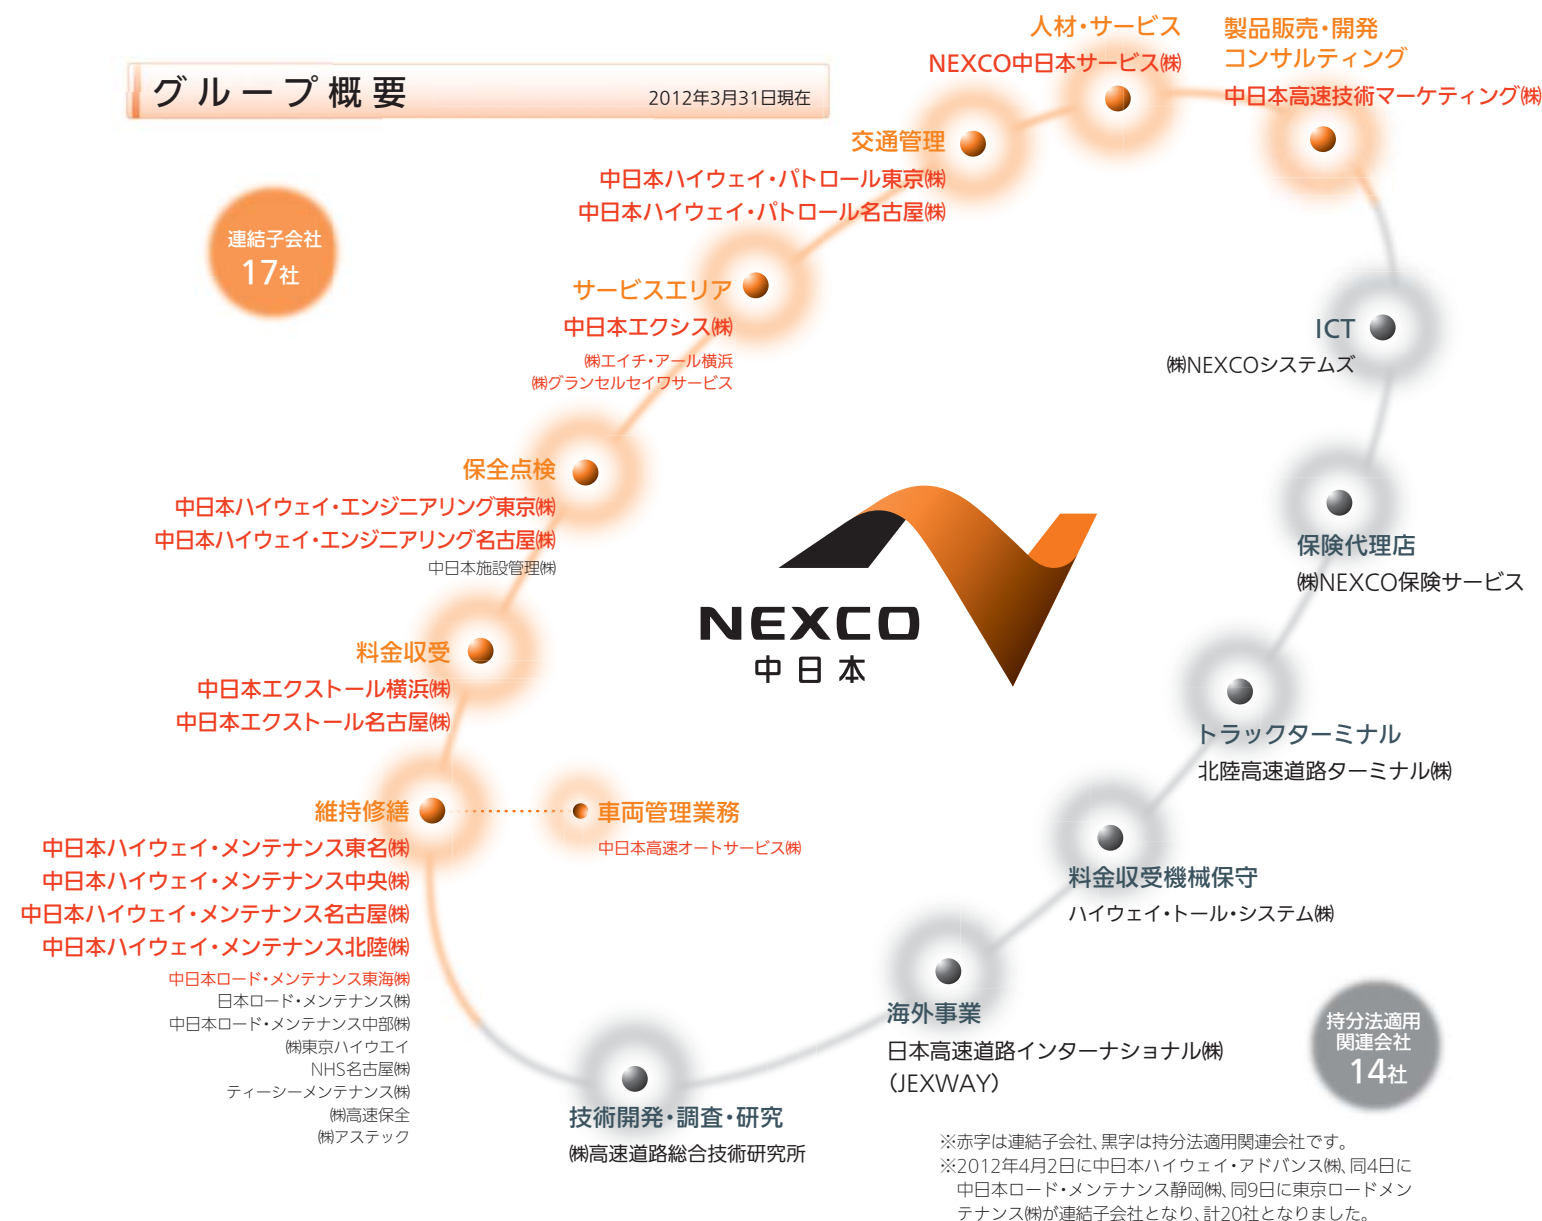 グループ概要
2012年3月31日現在
連結子会社
17社
人材・サービス
NEXCO中日本サービス㈱
製品販売・開発
コンサルティング
中日本高速技術マーケティング㈱
交通管理
中日本ハイウェイ・パトロール東京㈱
中日本ハイウェイ・パトロール名古屋㈱
サービスエリア
中日本エクシス㈱
㈱エイチ・アール横浜
㈱グランセルセイワサービス
保全点検
中日本ハイウェイ・エンジニアリング東京㈱
中日本ハイウェイ・エンジニアリング名古屋㈱
中日本施設管理㈱
料金収受
中日本エクストール横浜㈱
中日本エクストール名古屋㈱
維持修繕
中日本ハイウェイ・メンテナンス東名㈱
中日本ハイウェイ・メンテナンス中央㈱
中日本ハイウェイ・メンテナンス名古屋㈱
中日本ハイウェイ・メンテナンス北陸㈱
中日本ロード・メンテナンス東海㈱
日本ロード・メンテナンス㈱
中日本ロード・メンテナンス中部㈱
㈱東京ハイウエイ
NHS名古屋㈱
ティーシーメンテナンス㈱
㈱高速保全
㈱アステック
車両管理業務
中日本高速オートサービス㈱
NEXCO
中日本
ICT
㈱NEXCOシステムズ
保険代理店
㈱NEXCO保険サービス
トラックターミナル
北陸高速道路ターミナル㈱
料金収受機械保守
ハイウェイ・トール・システム㈱
海外事業
日本高速道路インターナショナル㈱
（JEXWAY）
技術開発・調査・研究
㈱高速道路総合技術研究所
持分法適用
関連会社
14社
※赤字は連結子会社、黒字は持分法適用関連会社です。
※2012年4月2日に中日本ハイウェイ・アドバンス㈱、同4日に
中日本ロード・メンテナンス静岡㈱、同9日に東京ロードメン
テナンス㈱が連結子会社となり、計20社となりました。